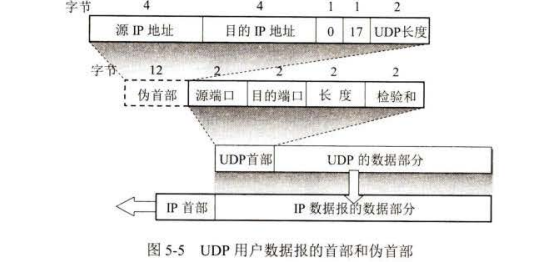 字节 4 4 1 1 2
源 IP 地址 目的 IP 地址 0 17 UDP长度
字节 12 2 2 2 2
伪首部 源端口 目的端口 长 度 检验和
UDP首部 UDP 的数据部分
IP 首部 IP 数据报的数据部分
图 5-5 UDP 用户数据报的首部和伪首部